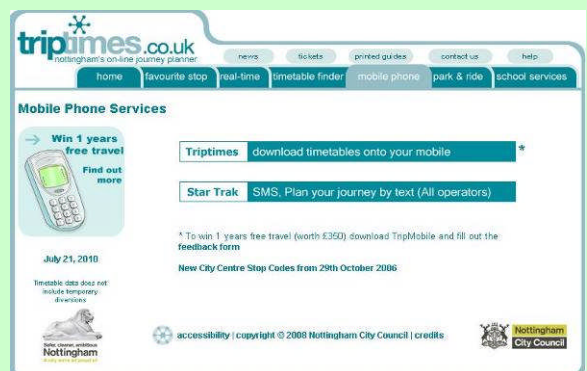 triptimes.co.uk
nottingham's on-line journey planner
news tickets printed guides contact us help
home favourite stop real-time timetable finder mobile phone park & ride school services
Mobile Phone Services
Win 1 years
free travel
Find out
more
Triptimes download timetables onto your mobile *
Star Trak SMS, Plan your journey by text (All operators)
* To win 1 years free travel (worth £350) download TripMobile and fill out the
feedback form
New City Centre Stop Codes from 29th October 2006
July 21, 2010
Timetable data does not
include temporary
diversions
Safer, cleaner, ambitious
Nottingham
accessibility | copyright © 2008 Nottingham City Council | credits
Nottingham
City Council